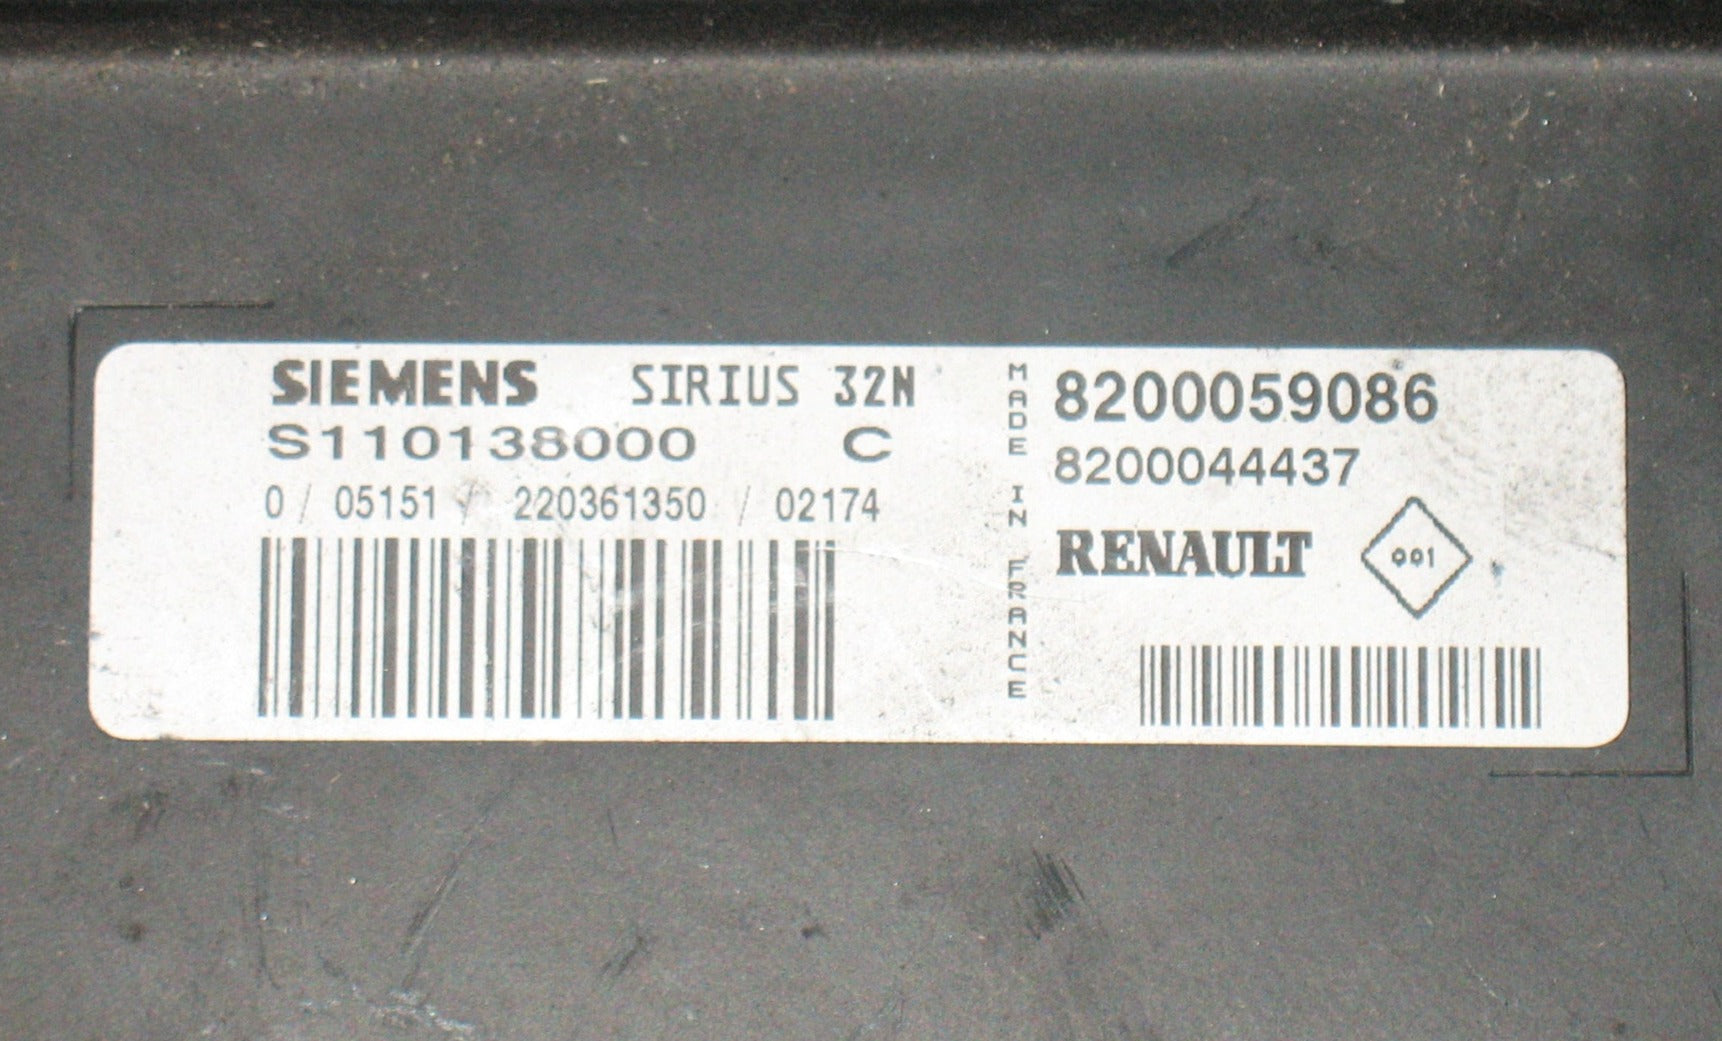 SIEMENS SIRIUS 32N
S110138000 C
0 / 05151 / 220361350 / 02174
MADE IN FRANCE
8200059086
8200044437
RENAULT 001